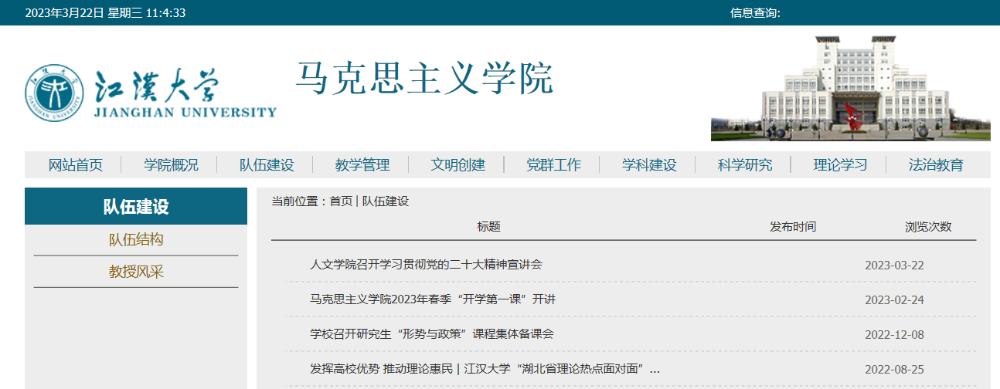 2023年3月22日 星期三 11:4:33
信息查询:
江漢大学
JIANGHAN UNIVERSITY
马克思主义学院
网站首页 学院概况 队伍建设 教学管理 文明创建 党群工作 学科建设 科学研究 理论学习 法治教育
队伍建设
队伍结构
教授风采
当前位置：首页 | 队伍建设
标题 发布时间 浏览次数
人文学院召开学习贯彻党的二十大精神宣讲会 2023-03-22
马克思主义学院2023年春季“开学第一课”开讲 2023-02-24
学校召开研究生“形势与政策”课程集体备课会 2022-12-08
发挥高校优势 推动理论惠民 | 江汉大学“湖北省理论热点面对面”... 2022-08-25